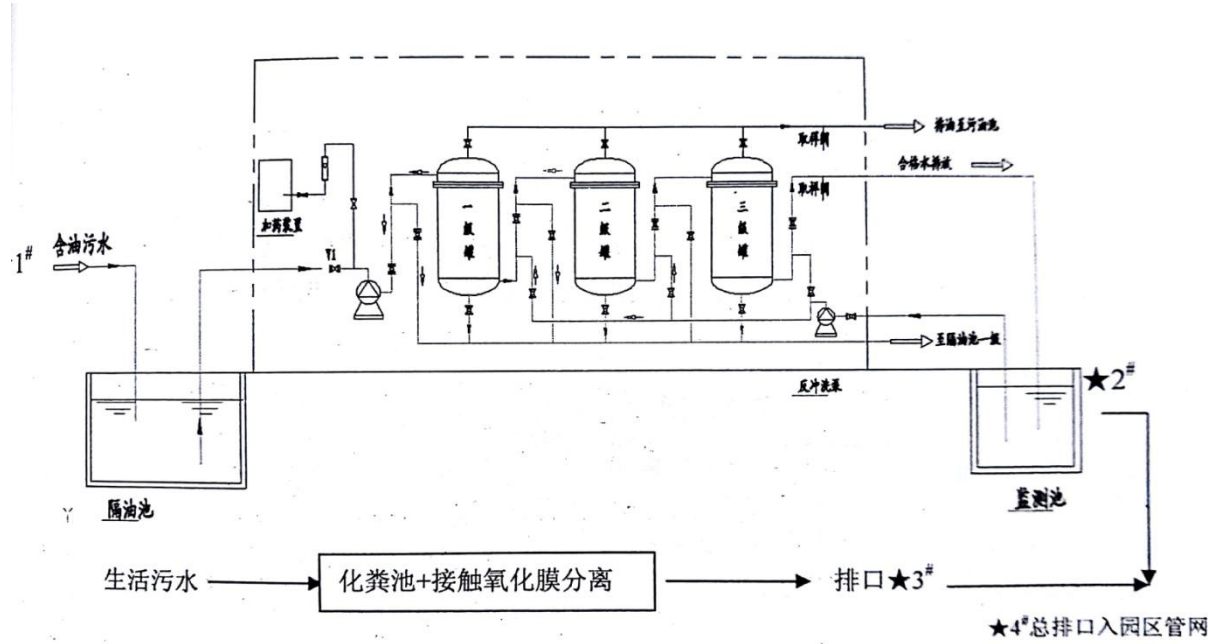 排油至污油池
取样阀
合格水排放
取样阀
加药装置
一级罐
二级罐
三级罐
1# 含油污水
V1
至隔油池一级
反冲洗泵
★2#
隔油池
监测池
生活污水
化粪池+接触氧化膜分离
排口★3#
★4#总排口入园区管网